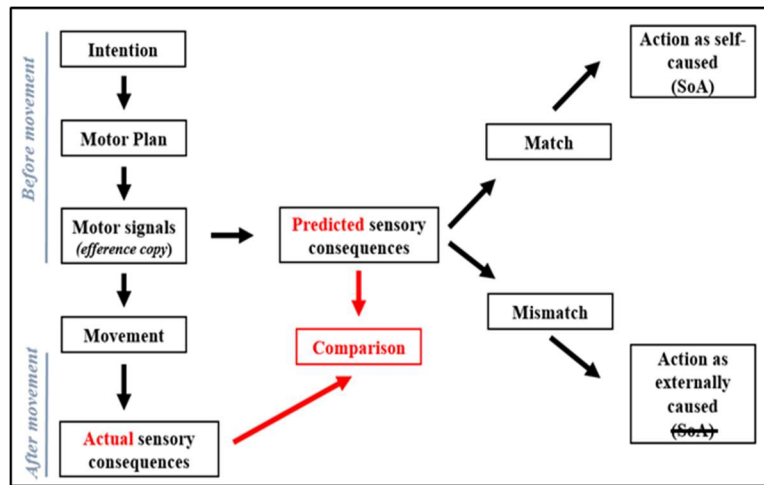 Before movement
After movement
Intention
Motor Plan
Motor signals
(efference copy)
Movement
Actual sensory
consequences
Predicted sensory
consequences
Comparison
Match
Mismatch
Action as self-
caused
(SoA)
Action as
externally
caused
(SoA)